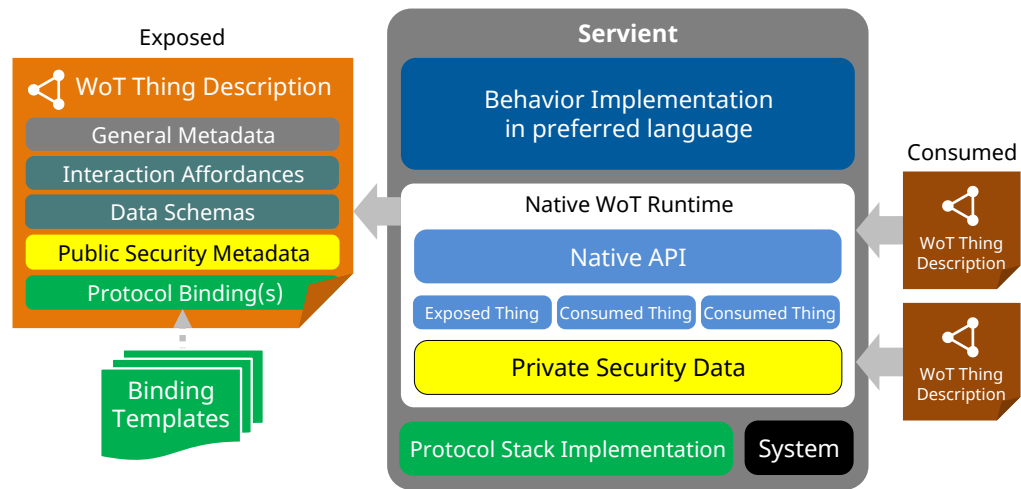 Exposed
WoT Thing Description
General Metadata
Interaction Affordances
Data Schemas
Public Security Metadata
Protocol Binding(s)
Binding
Templates
Servient
Behavior Implementation
in preferred language
Native WoT Runtime
Native API
Exposed Thing
Consumed Thing
Consumed Thing
Private Security Data
Protocol Stack Implementation
System
Consumed
WoT Thing
Description
WoT Thing
Description